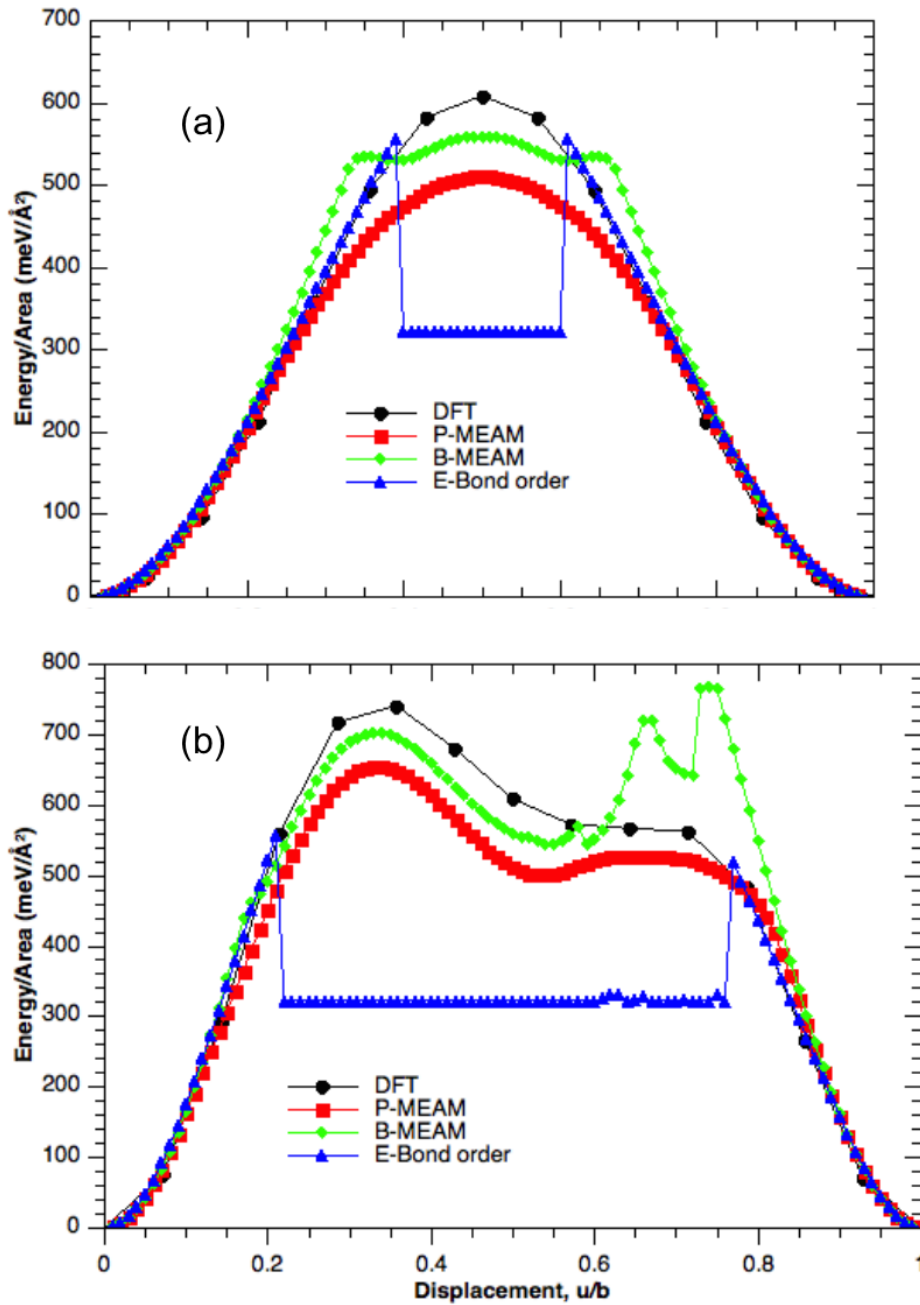 700
600
(a)
500
400
300
200
100
0
Energy/Area (meV/Å²)
DFT
P-MEAM
B-MEAM
E-Bond order
800
700
(b)
600
500
400
300
200
100
0
Energy/Area (meV/Å²)
DFT
P-MEAM
B-MEAM
E-Bond order
0 0.2 0.4 0.6 0.8 1
Displacement, u/b